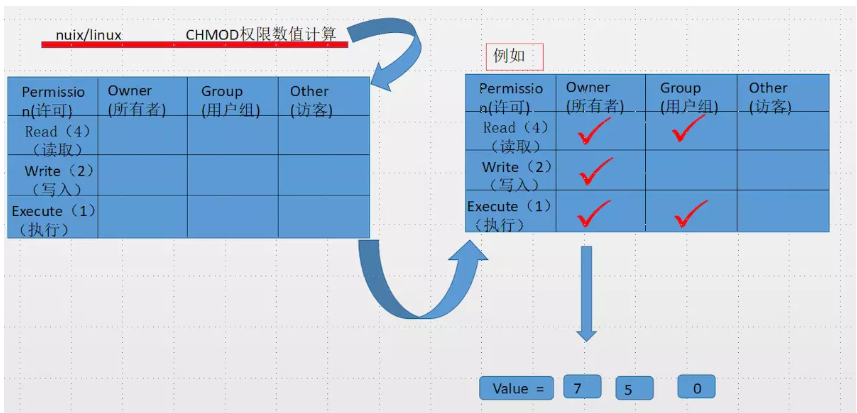 nuix/linux CHMOD权限数值计算
Permissio Owner Group Other
n(许可) (所有者) (用户组) (访客)
Read（4）
（读取）
Write（2）
（写入）
Execute（1）
（执行）
例如
Permissio Owner Group Other
n(许可) (所有者) (用户组) (访客)
Read（4）
（读取）
Write（2）
（写入）
Execute（1）
（执行）
Value = 7 5 0